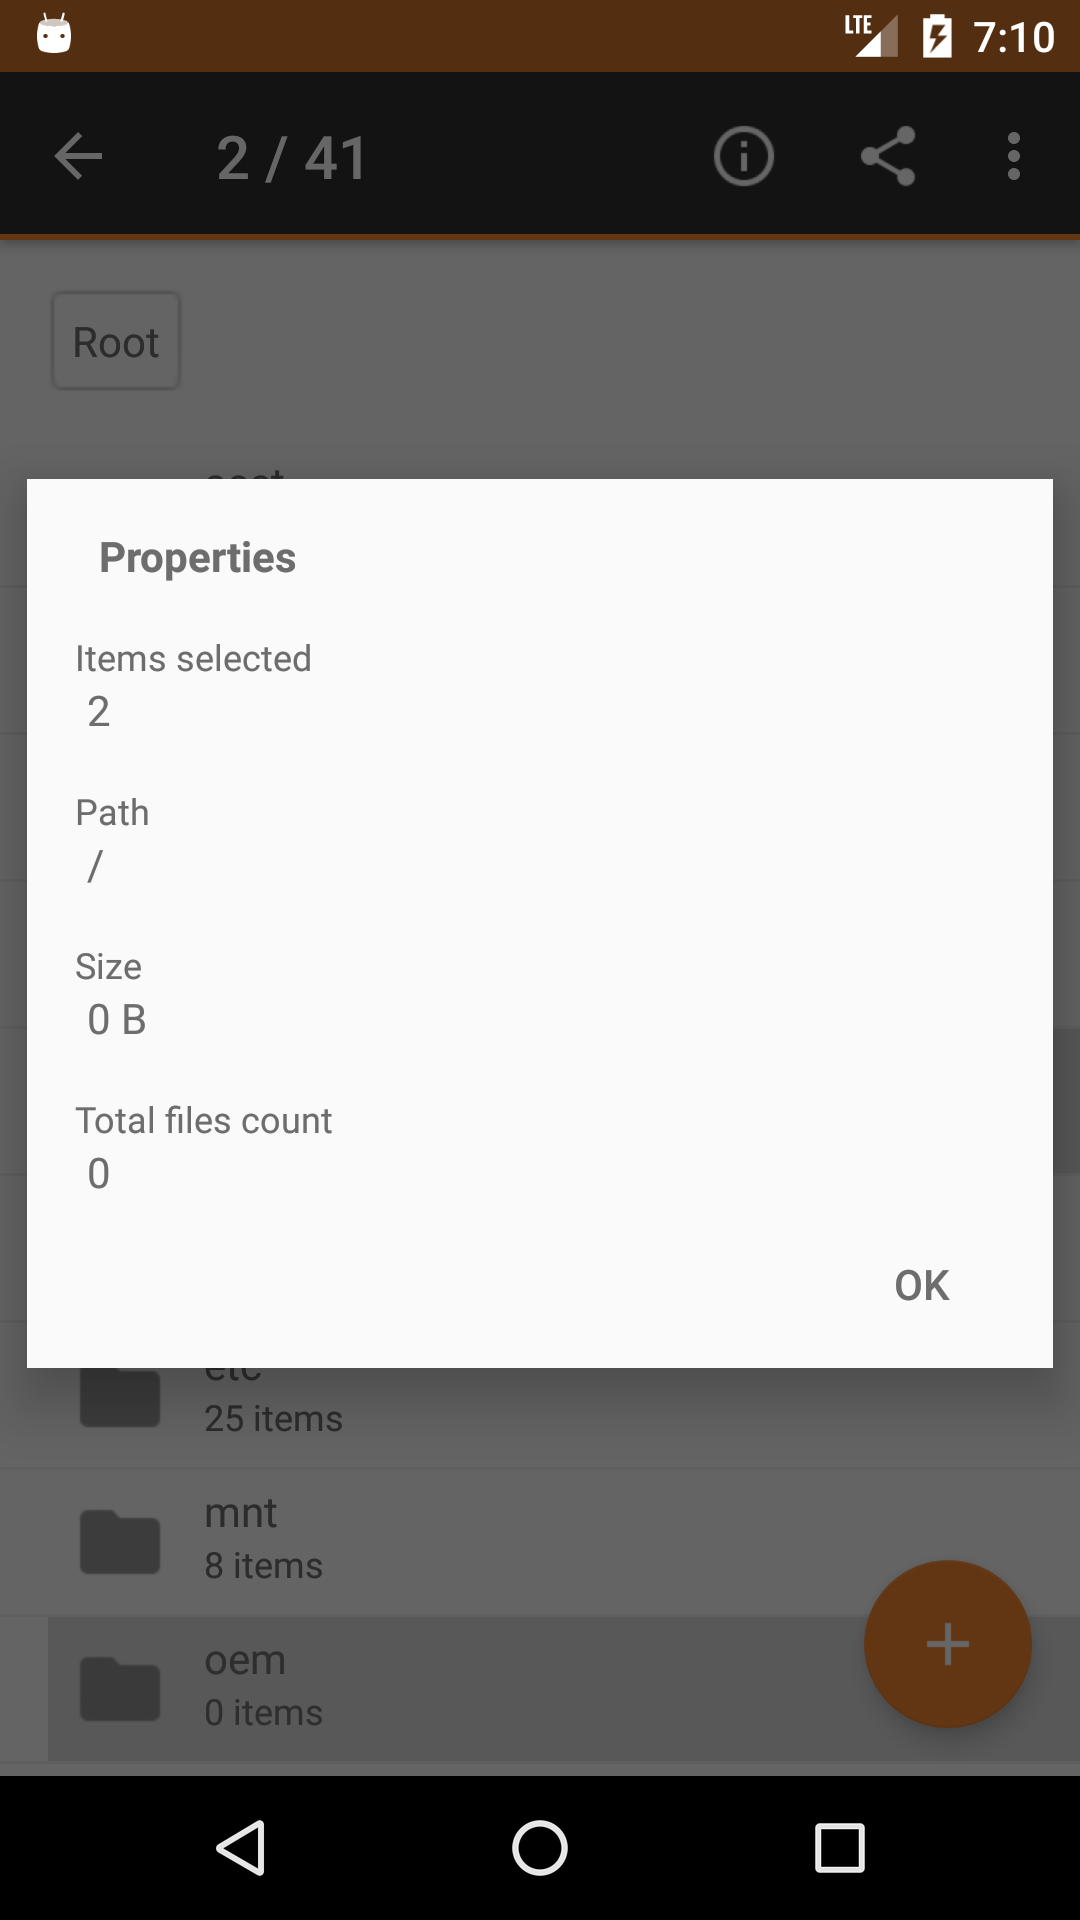 LTE 7:10
2 / 41
Root
Properties
Items selected
2
Path
/
Size
0 B
Total files count
0
OK
etc
25 items
mnt
8 items
oem
0 items